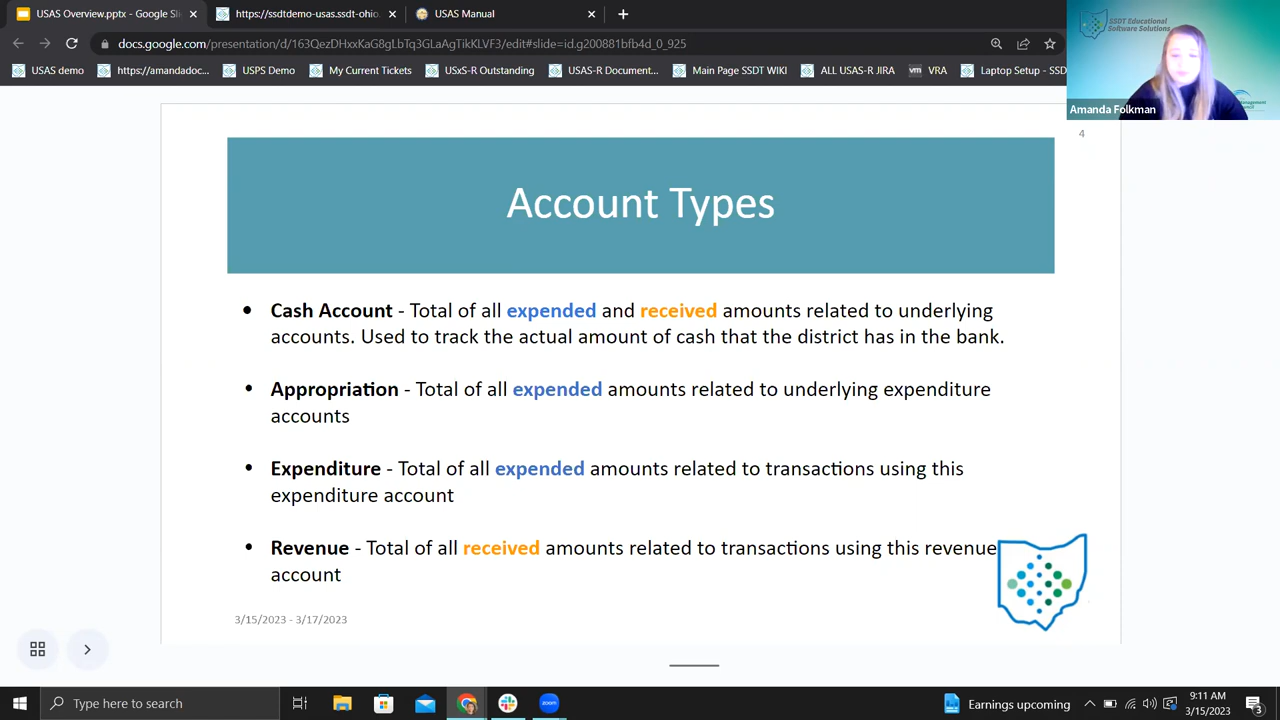 USAS Overview.pptx - Google Sli
https://ssdtdemo-usas.ssdt-ohio.
USAS Manual
docs.google.com/presentation/d/163QezDHxxKaG8gLbTq3GLaAgTikKLVF3/edit#slide=id.g200881bfb4d_0_925
USAS demo
https://amandadoc...
USPS Demo
My Current Tickets
USxS-R Outstanding
USAS-R Document...
Main Page SSDT WIKI
ALL USAS-R JIRA
vm VRA
Laptop Setup - SSD
SSDT Educational
Software Solutions
Amanda Folkman
4
Account Types
• Cash Account - Total of all expended and received amounts related to underlying
accounts. Used to track the actual amount of cash that the district has in the bank.
• Appropriation - Total of all expended amounts related to underlying expenditure
accounts
• Expenditure - Total of all expended amounts related to transactions using this
expenditure account
• Revenue - Total of all received amounts related to transactions using this revenue
account
3/15/2023 - 3/17/2023
Type here to search
zoom
Earnings upcoming
9:11 AM
3/15/2023
3